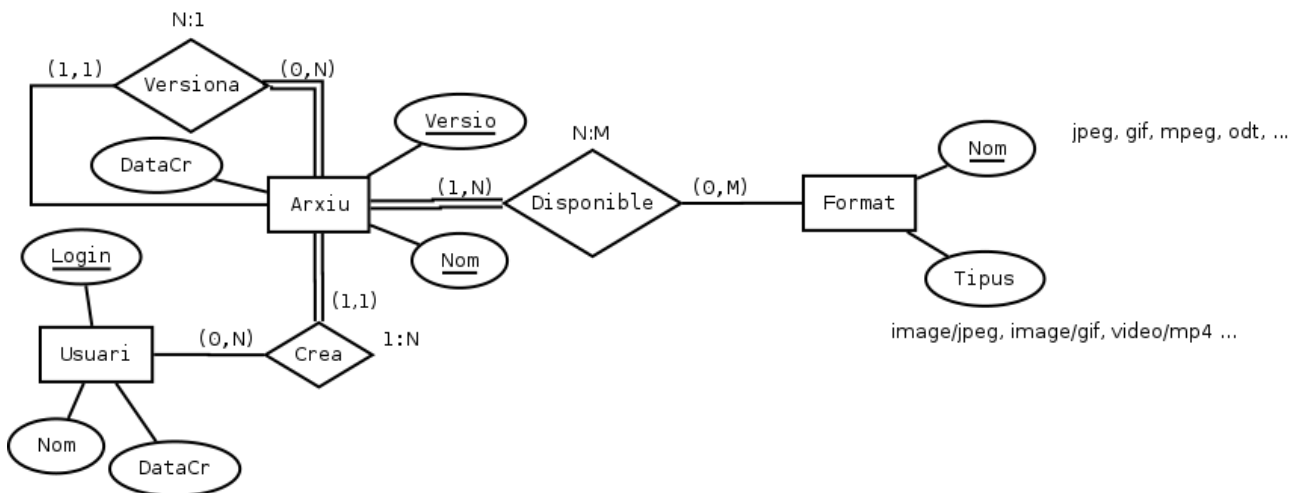 N:1
(1,1)
Versiona
(0,N)
Versio
DataCr
Arxiu
(1,N)
N:M
Disponible
(0,M)
Format
Nom
jpeg, gif, mpeg, odt, ...
Nom
Tipus
image/jpeg, image/gif, video/mp4 ...
Login
(1,1)
Usuari
(0,N)
Crea
1:N
Nom
DataCr